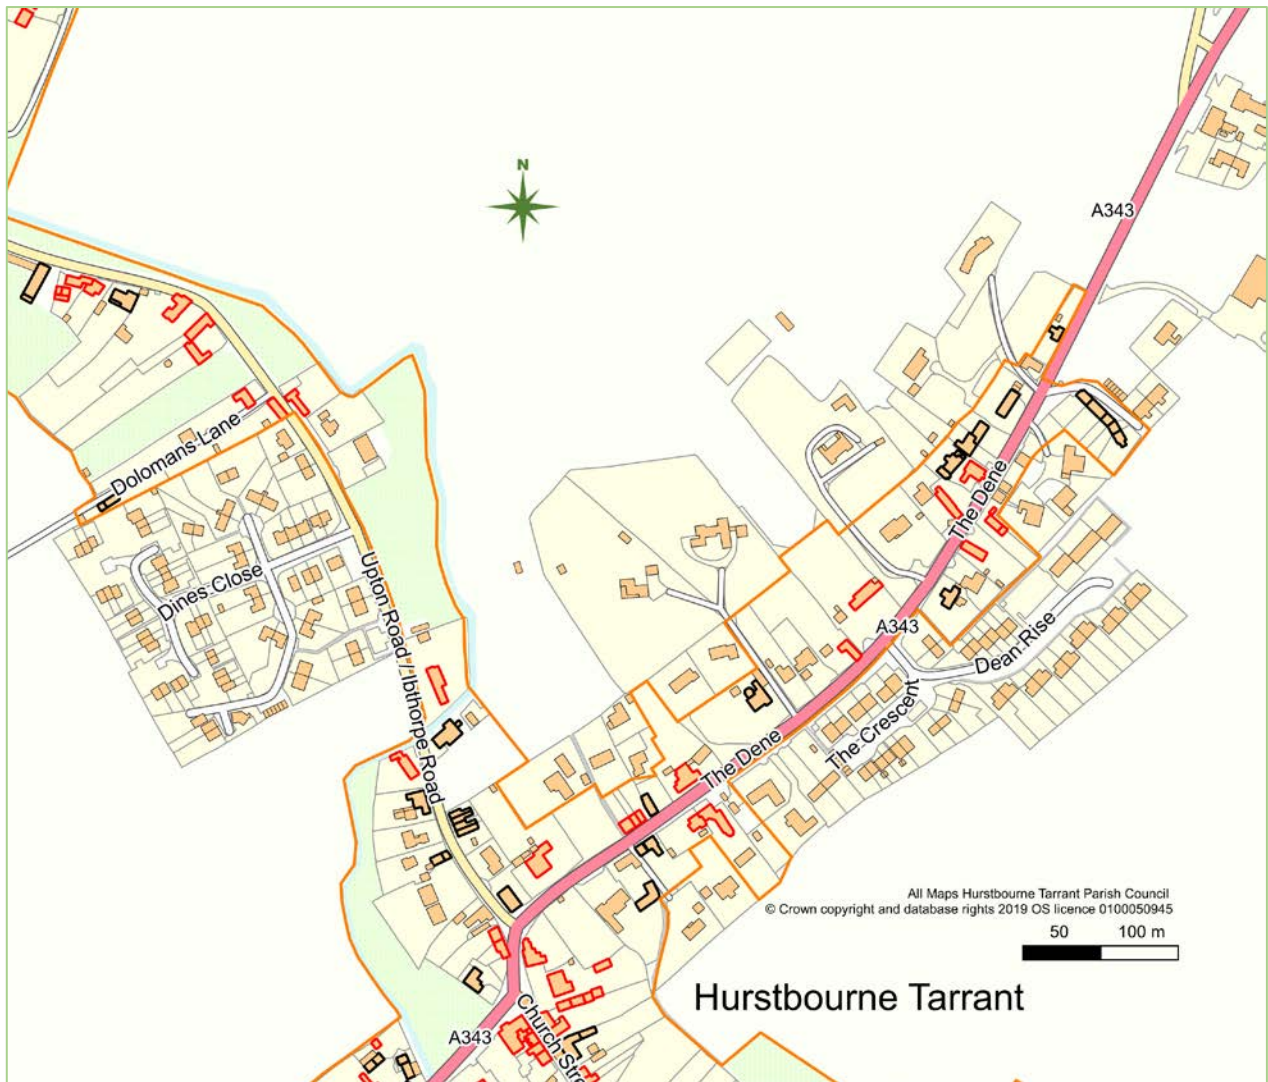 N
A343
Dolomans Lane
The Dene
Dines Close
Upton Road / Ibthorpe Road
A343
Dean Rise
The Crescent
The Dene
All Maps Hurstbourne Tarrant Parish Council
© Crown copyright and database rights 2019 OS licence 0100050945
50 100 m
Hurstbourne Tarrant
A343
Church Stre